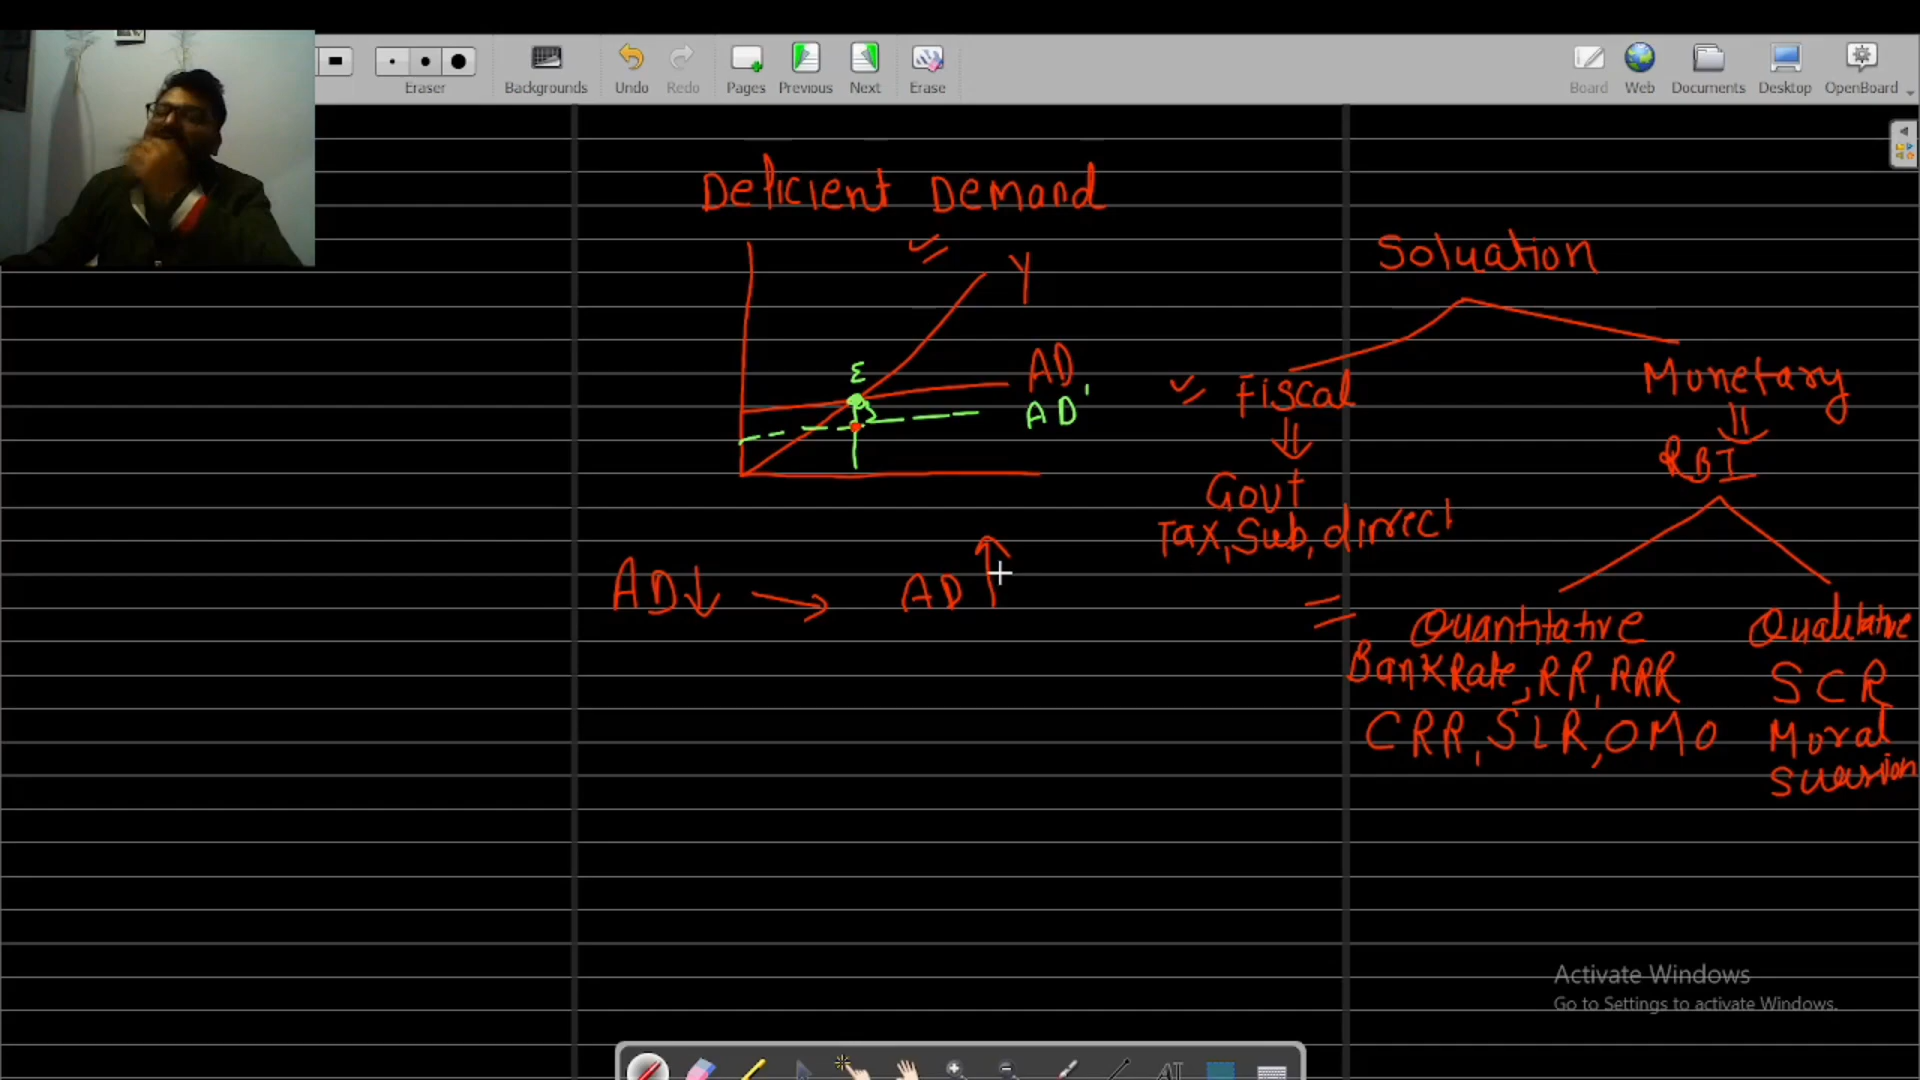 Eraser
Backgrounds
Undo
Redo
Pages
Previous
Next
Erase
Board
Web
Documents
Desktop
OpenBoard
Deficient Demand
Y
E
AD
AD'
AD↓ → AD↑
Soluation
Fiscal
Govt
Tax, Sub, direct
Monetary
RBI
Quantitative
Bank Rate, RR, RRR
CRR, SLR, OMO
Qualitative
SCR
Moral
suasion
Activate Windows
Go to Settings to activate Windows.